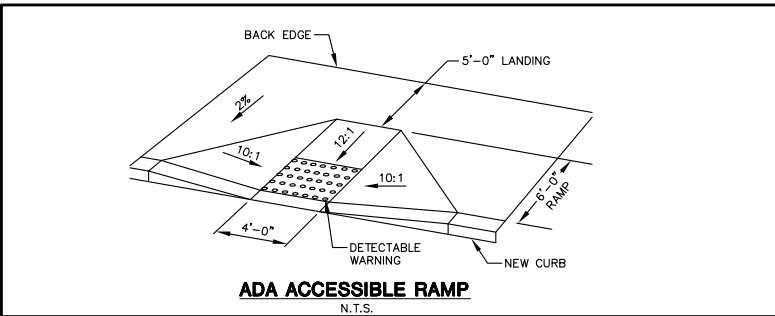 BACK EDGE
5'-0" LANDING
2%
12:1
10:1
10:1
6'-0"
RAMP
4'-0"
DETECTABLE
WARNING
NEW CURB
ADA ACCESSIBLE RAMP
N.T.S.